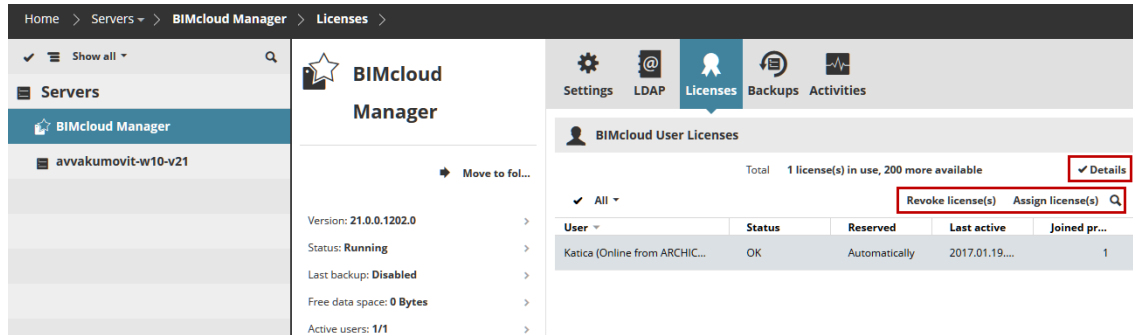 Home > Servers > BIMcloud Manager > Licenses >
Show all
Servers
BIMcloud Manager
avvakumovit-w10-v21
BIMcloud
Manager
Move to fol...
Version: 21.0.0.1202.0
Status: Running
Last backup: Disabled
Free data space: 0 Bytes
Active users: 1/1
Settings LDAP Licenses Backups Activities
BIMcloud User Licenses
Total 1 license(s) in use, 200 more available Details
All Revoke license(s) Assign license(s)
User Status Reserved Last active Joined pr...
Katica (Online from ARCHIC... OK Automatically 2017.01.19.... 1